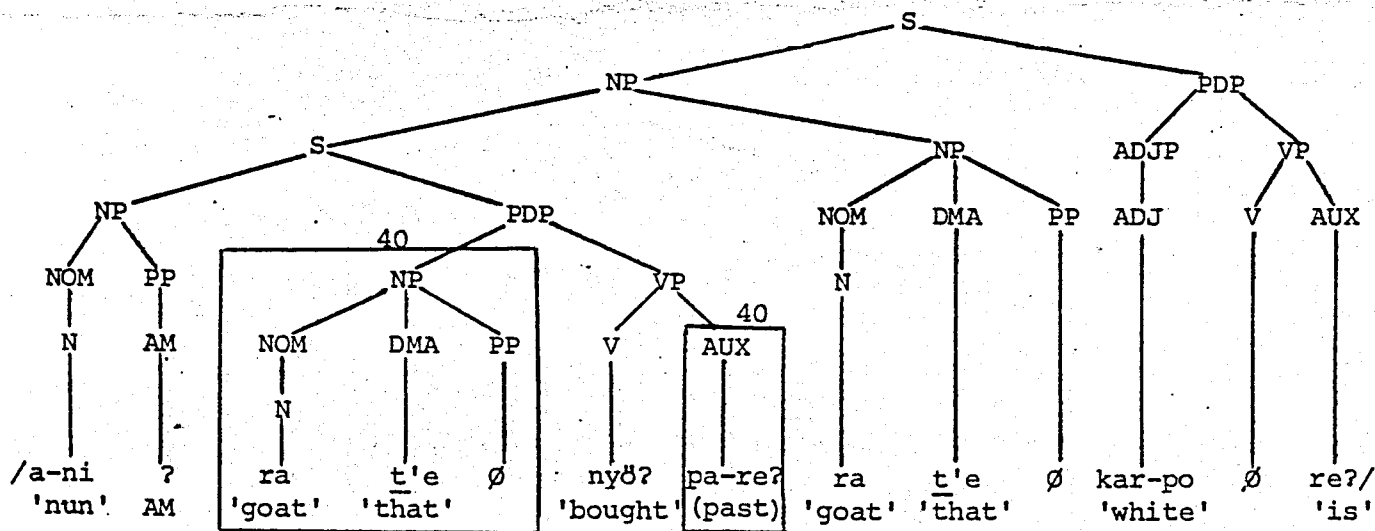 S
NP PDP
S NP ADJP VP
NP PDP NOM DMA PP ADJ V AUX
40
NOM PP NP VP N
40
N AM NOM DMA PP V AUX
N
/a-ni ? ra t'e Ø nyö? pa-re? ra t'e Ø kar-po Ø re?/
'nun' AM 'goat' 'that' 'bought' (past) 'goat' 'that' 'white' 'is'